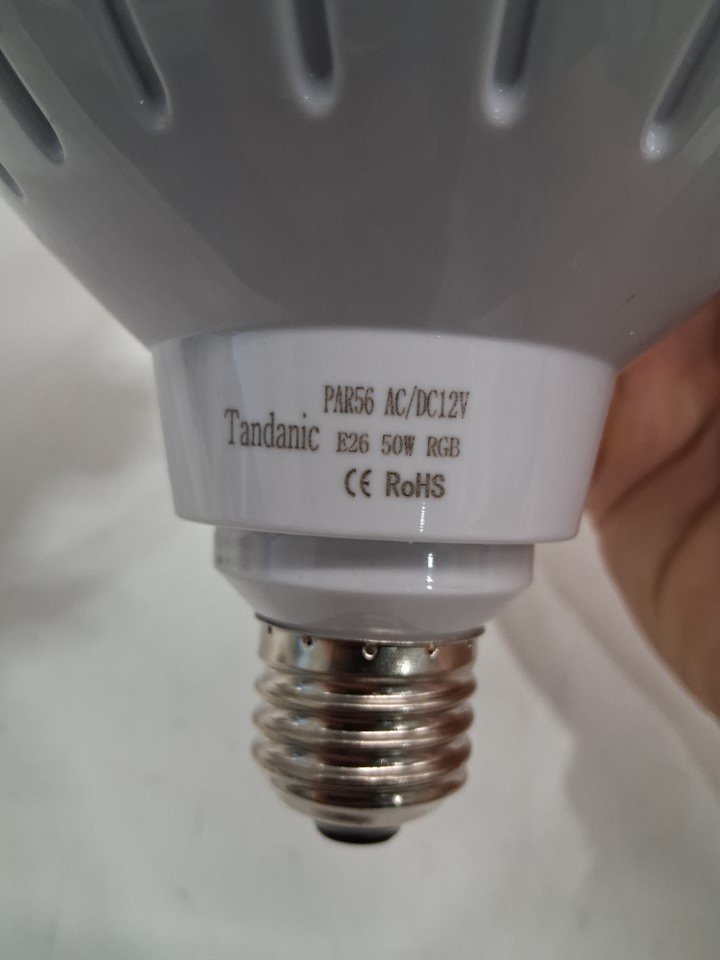 PAR56 AC/DC12V
Tandanic E26 50W RGB
CE RoHS